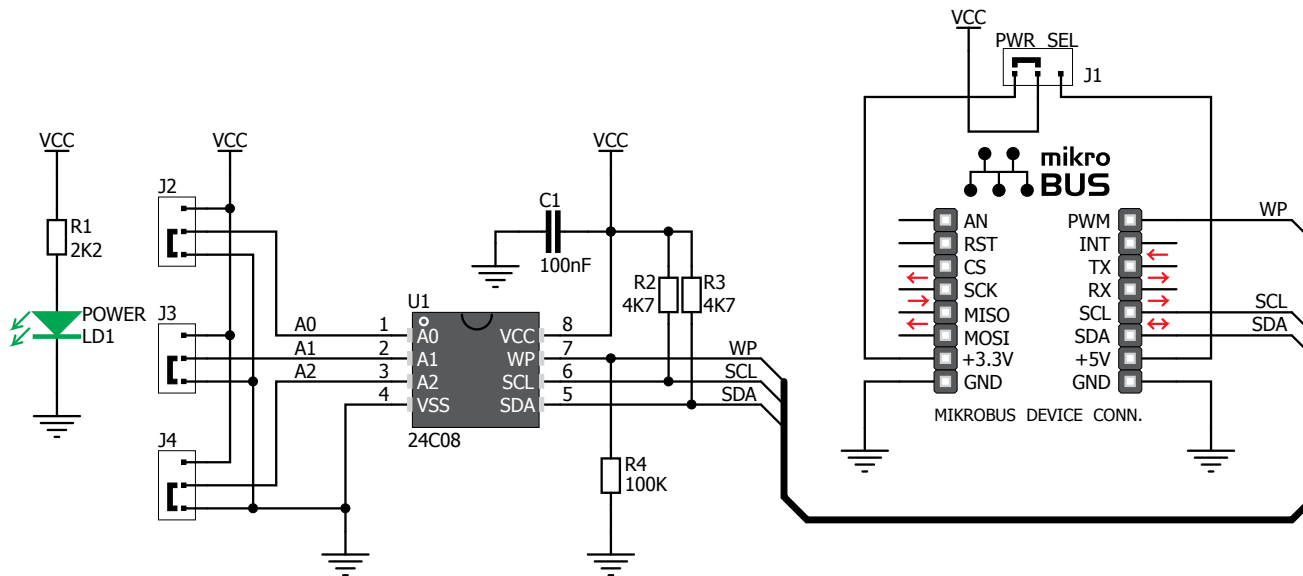 VCC
PWR SEL
J1
VCC
VCC
VCC
mikro
BUS
J2
R1
2K2
C1
100nF
AN
RST
CS
SCK
MISO
MOSI
+3.3V
GND
PWM
INT
TX
RX
SCL
SDA
+5V
GND
WP
SCL
SDA
MIKROBUS DEVICE CONN.
R2
4K7
R3
4K7
POWER
LD1
J3
U1
A0
A1
A2
1
2
3
4
A0
A1
A2
VSS
VCC
WP
SCL
SDA
8
7
6
5
WP
SCL
SDA
24C08
J4
R4
100K